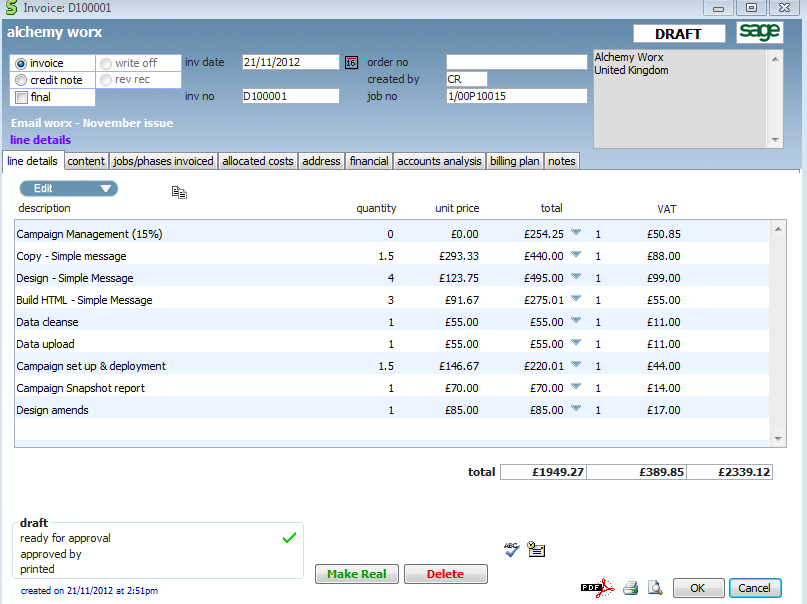 Invoice: D100001
alchemy worx
DRAFT
sage
invoice write off inv date 21/11/2012 16 order no
credit note rev rec created by CR
final inv no D100001 job no 1/00P10015
Alchemy Worx
United Kingdom
Email worx - November issue
line details
line details content jobs/phases invoiced allocated costs address financial accounts analysis billing plan notes
Edit
description quantity unit price total VAT
Campaign Management (15%) 0 £0.00 £254.25 1 £50.85
Copy - Simple message 1.5 £293.33 £440.00 1 £88.00
Design - Simple Message 4 £123.75 £495.00 1 £99.00
Build HTML - Simple Message 3 £91.67 £275.01 1 £55.00
Data cleanse 1 £55.00 £55.00 1 £11.00
Data upload 1 £55.00 £55.00 1 £11.00
Campaign set up & deployment 1.5 £146.67 £220.01 1 £44.00
Campaign Snapshot report 1 £70.00 £70.00 1 £14.00
Design amends 1 £85.00 £85.00 1 £17.00
total £1949.27 £389.85 £2339.12
draft
ready for approval
approved by
printed
created on 21/11/2012 at 2:51pm
Make Real Delete
ABC
PDF OK Cancel